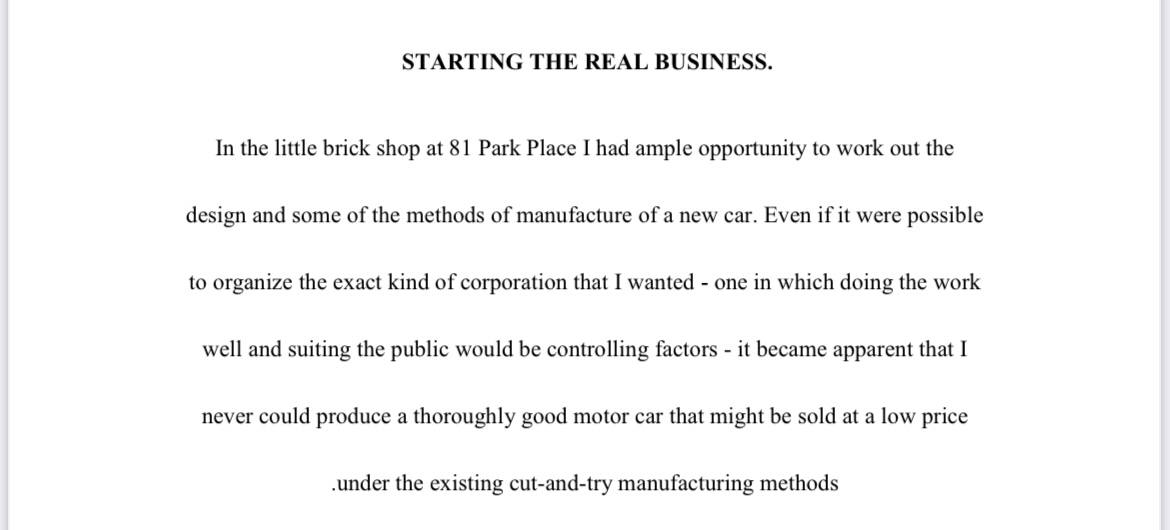 STARTING THE REAL BUSINESS.
In the little brick shop at 81 Park Place I had ample opportunity to work out the
design and some of the methods of manufacture of a new car. Even if it were possible
to organize the exact kind of corporation that I wanted - one in which doing the work
well and suiting the public would be controlling factors - it became apparent that I
never could produce a thoroughly good motor car that might be sold at a low price
.under the existing cut-and-try manufacturing methods